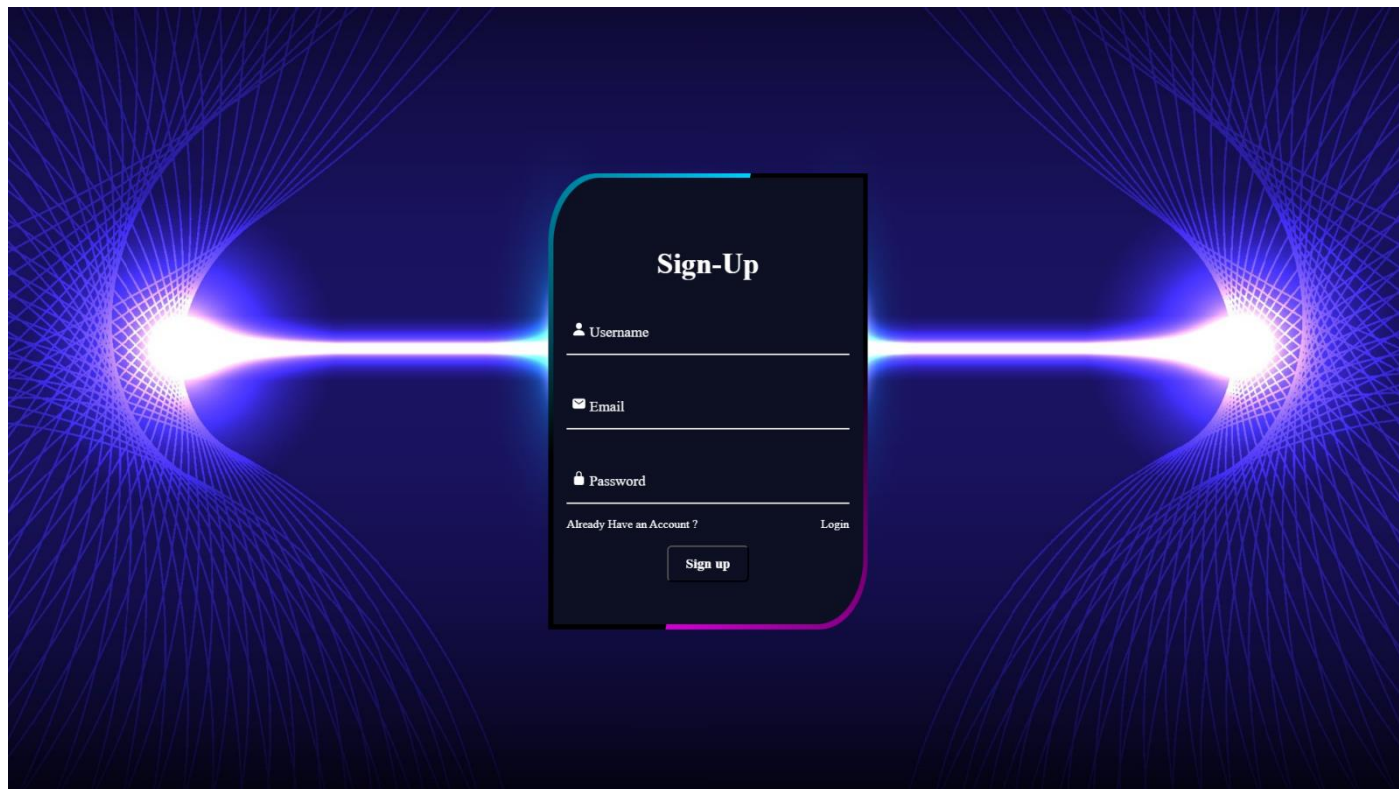 Sign-Up
Username
Email
Password
Already Have an Account ? Login
Sign up